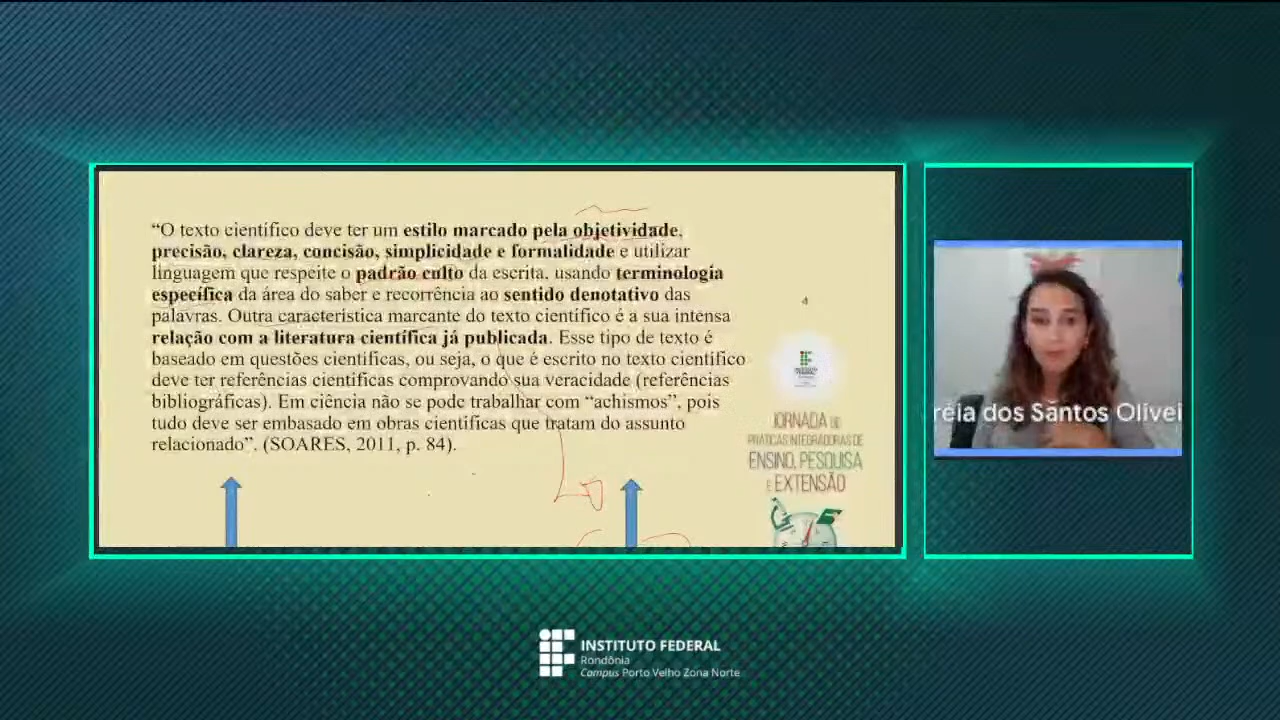 “O texto científico deve ter um estilo marcado pela objetividade,
precisão, clareza, concisão, simplicidade e formalidade e utilizar
linguagem que respeite o padrão culto da escrita, usando terminologia
específica da área do saber e recorrência ao sentido denotativo das
palavras. Outra característica marcante do texto científico é a sua intensa
relação com a literatura científica já publicada. Esse tipo de texto é
baseado em questões científicas, ou seja, o que é escrito no texto científico
deve ter referências científicas comprovando sua veracidade (referências
bibliográficas). Em ciência não se pode trabalhar com “achismos”, pois
tudo deve ser embasado em obras científicas que tratam do assunto
relacionado”. (SOARES, 2011, p. 84).
4
JORNADA DE
PRÁTICAS INTEGRADORAS DE
ENSINO, PESQUISA
E EXTENSÃO
réia dos Santos Olivei
INSTITUTO FEDERAL
Rondônia
Campus Porto Velho Zona Norte